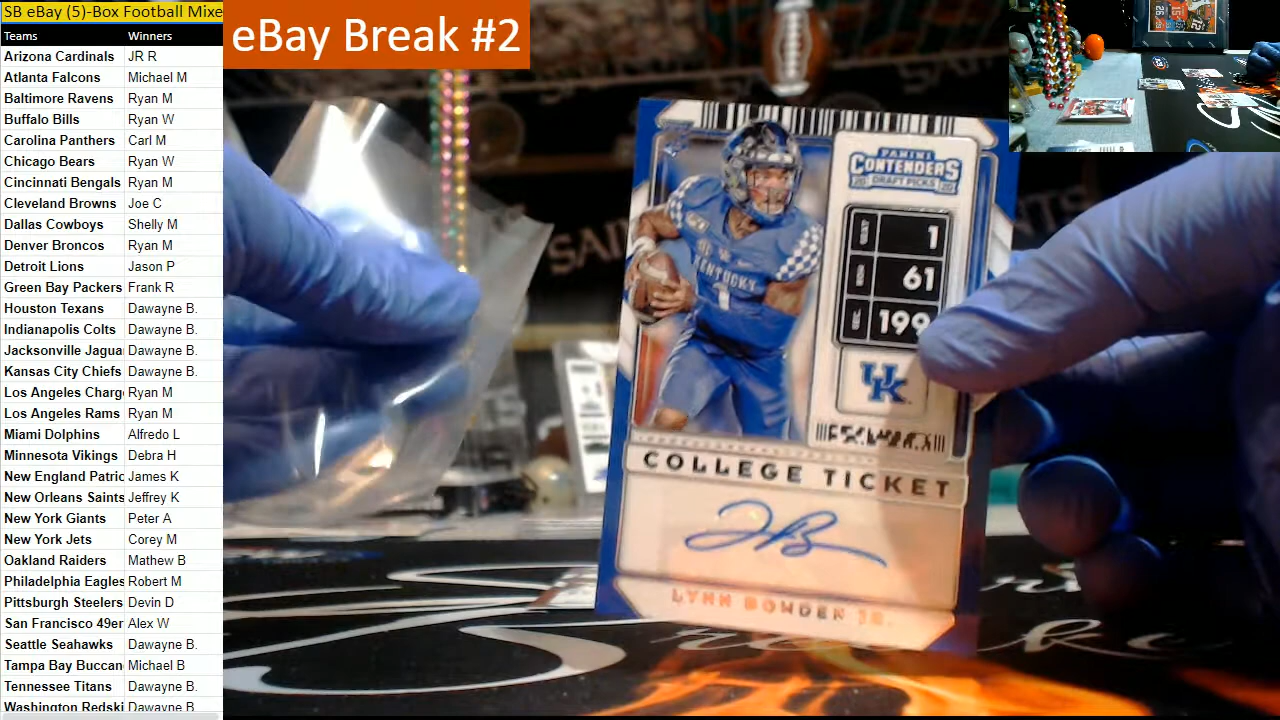 SB eBay (5)-Box Football Mixe
Teams Winners
Arizona Cardinals JR R
Atlanta Falcons Michael M
Baltimore Ravens Ryan M
Buffalo Bills Ryan W
Carolina Panthers Carl M
Chicago Bears Ryan W
Cincinnati Bengals Ryan M
Cleveland Browns Joe C
Dallas Cowboys Shelly M
Denver Broncos Ryan M
Detroit Lions Jason P
Green Bay Packers Frank R
Houston Texans Dawayne B.
Indianapolis Colts Dawayne B.
Jacksonville Jagua Dawayne B.
Kansas City Chiefs Dawayne B.
Los Angeles Charg Ryan M
Los Angeles Rams Ryan M
Miami Dolphins Alfredo L
Minnesota Vikings Debra H
New England Patric James K
New Orleans Saints Jeffrey K
New York Giants Peter A
New York Jets Corey M
Oakland Raiders Mathew B
Philadelphia Eagles Robert M
Pittsburgh Steelers Devin D
San Francisco 49er Alex W
Seattle Seahawks Dawayne B.
Tampa Bay Buccan Michael B
Tennessee Titans Dawayne B.
Washington Redski Dawayne B
eBay Break #2
PANINI
CONTENDERS
20 DRAFT PICKS 20
1
61
199
KENTUCKY
1
UK
COLLEGE TICKET
LYNN BOWDEN JR.